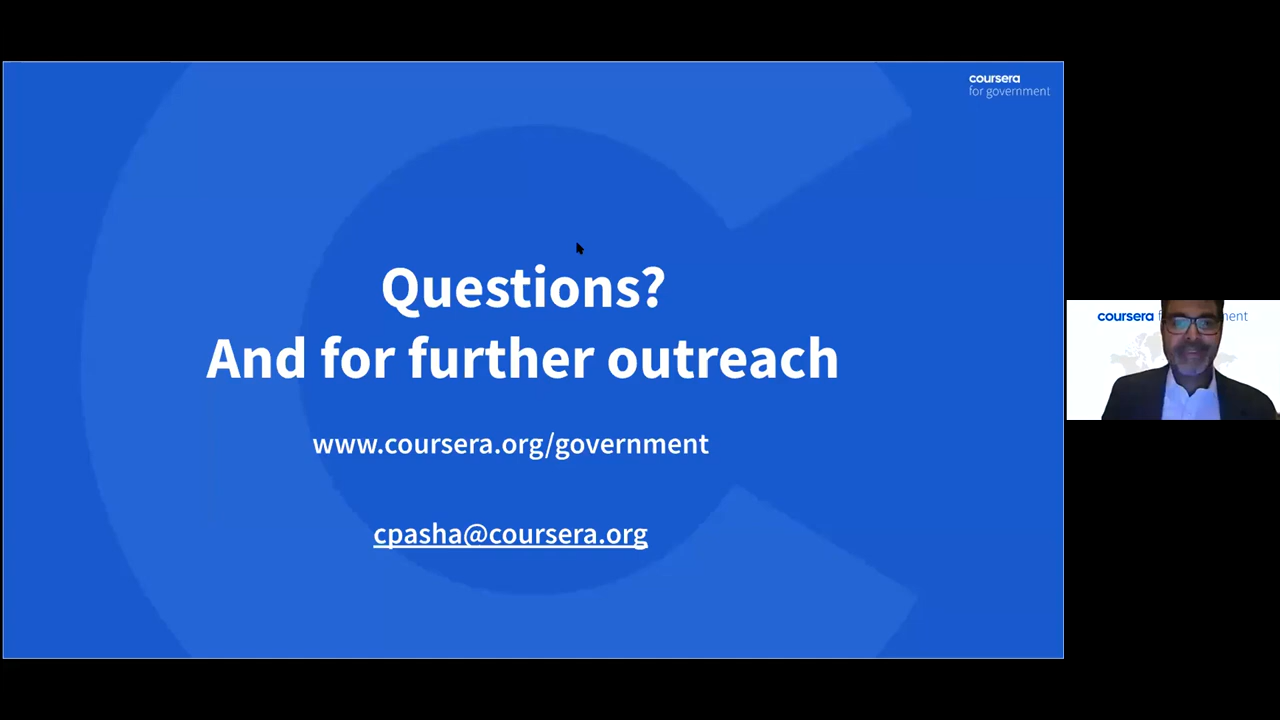 coursera
for government
Questions?
And for further outreach
www.coursera.org/government
cpasha@coursera.org
coursera